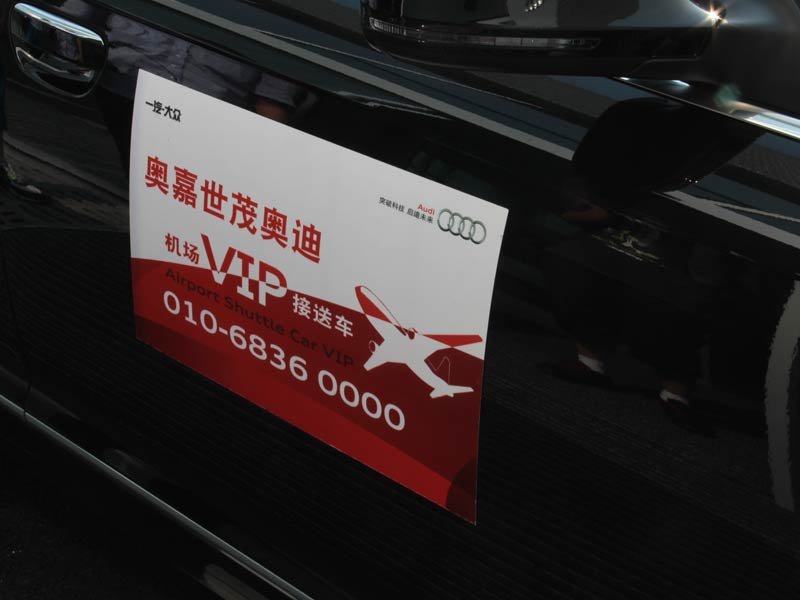 一汽-大众
Audi
突破科技 启迪未来
奥嘉世茂奥迪
机场VIP接送车
Airport Shuttle Car VIP
010-6836 0000